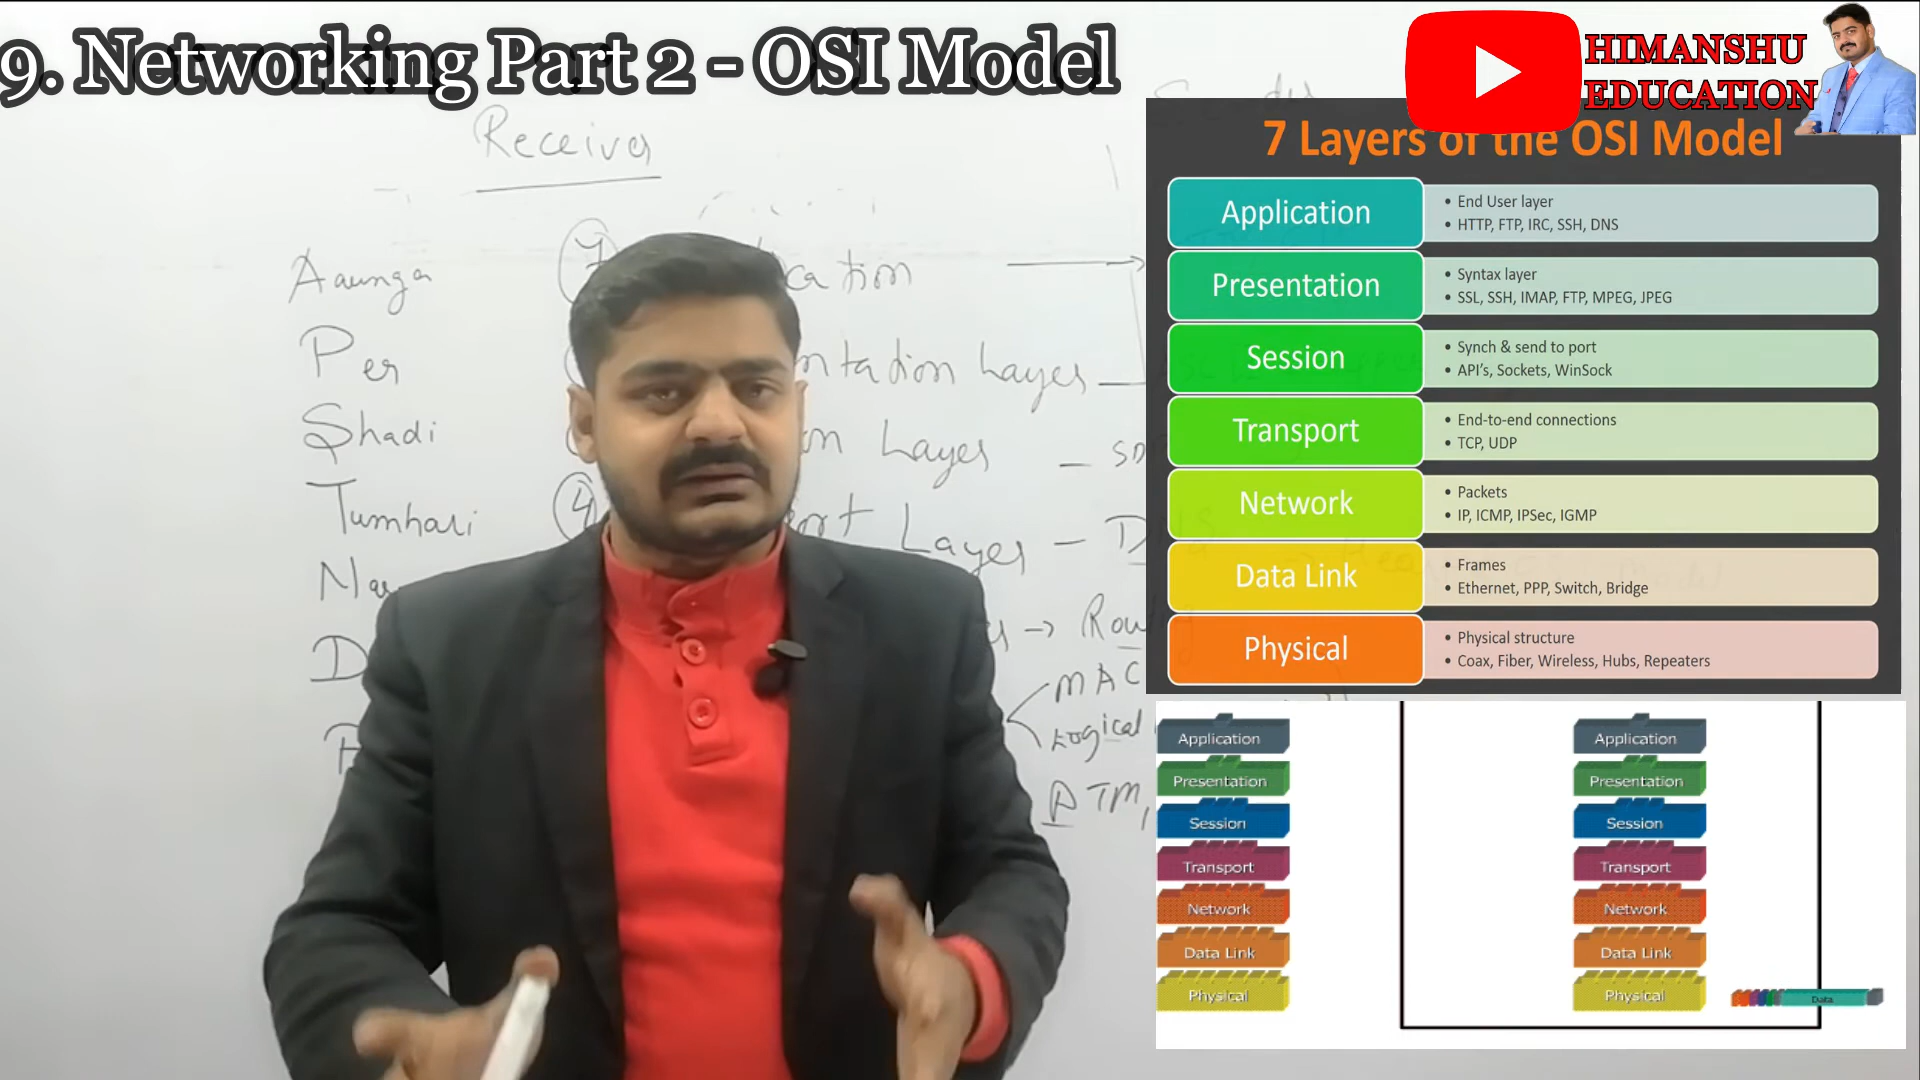 9. Networking Part 2 - OSI Model
HIMANSHU
EDUCATION
Receiver
Aaunga
Per
Shadi
Tumhari
Layer
Layer
Layer
MAC
Logical
ATM,
7 Layers of the OSI Model
Application
• End User layer
• HTTP, FTP, IRC, SSH, DNS
Presentation
• Syntax layer
• SSL, SSH, IMAP, FTP, MPEG, JPEG
Session
• Synch & send to port
• API's, Sockets, WinSock
Transport
• End-to-end connections
• TCP, UDP
Network
• Packets
• IP, ICMP, IPSec, IGMP
Data Link
• Frames
• Ethernet, PPP, Switch, Bridge
Physical
• Physical structure
• Coax, Fiber, Wireless, Hubs, Repeaters
Application
Presentation
Session
Transport
Network
Data Link
Physical
Application
Presentation
Session
Transport
Network
Data Link
Physical
Data